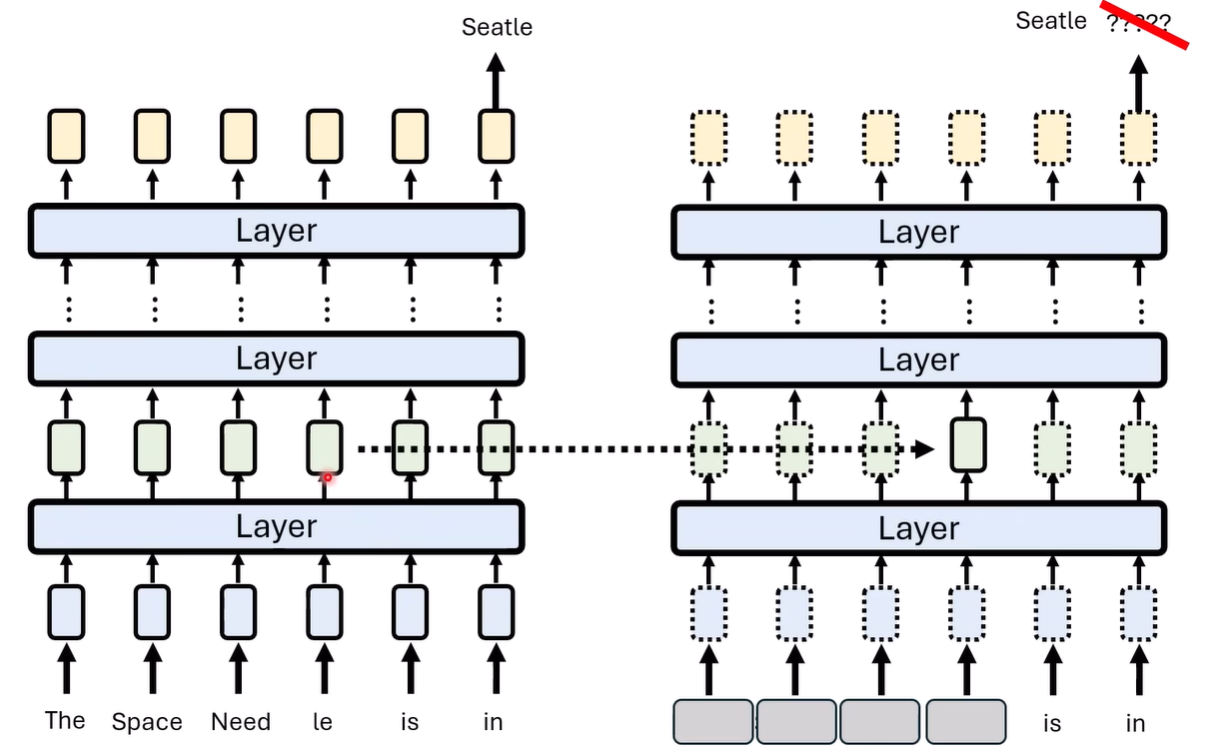 Seatle
Seatle ?????
Layer
Layer
Layer
Layer
Layer
Layer
The Space Need le is in
is in